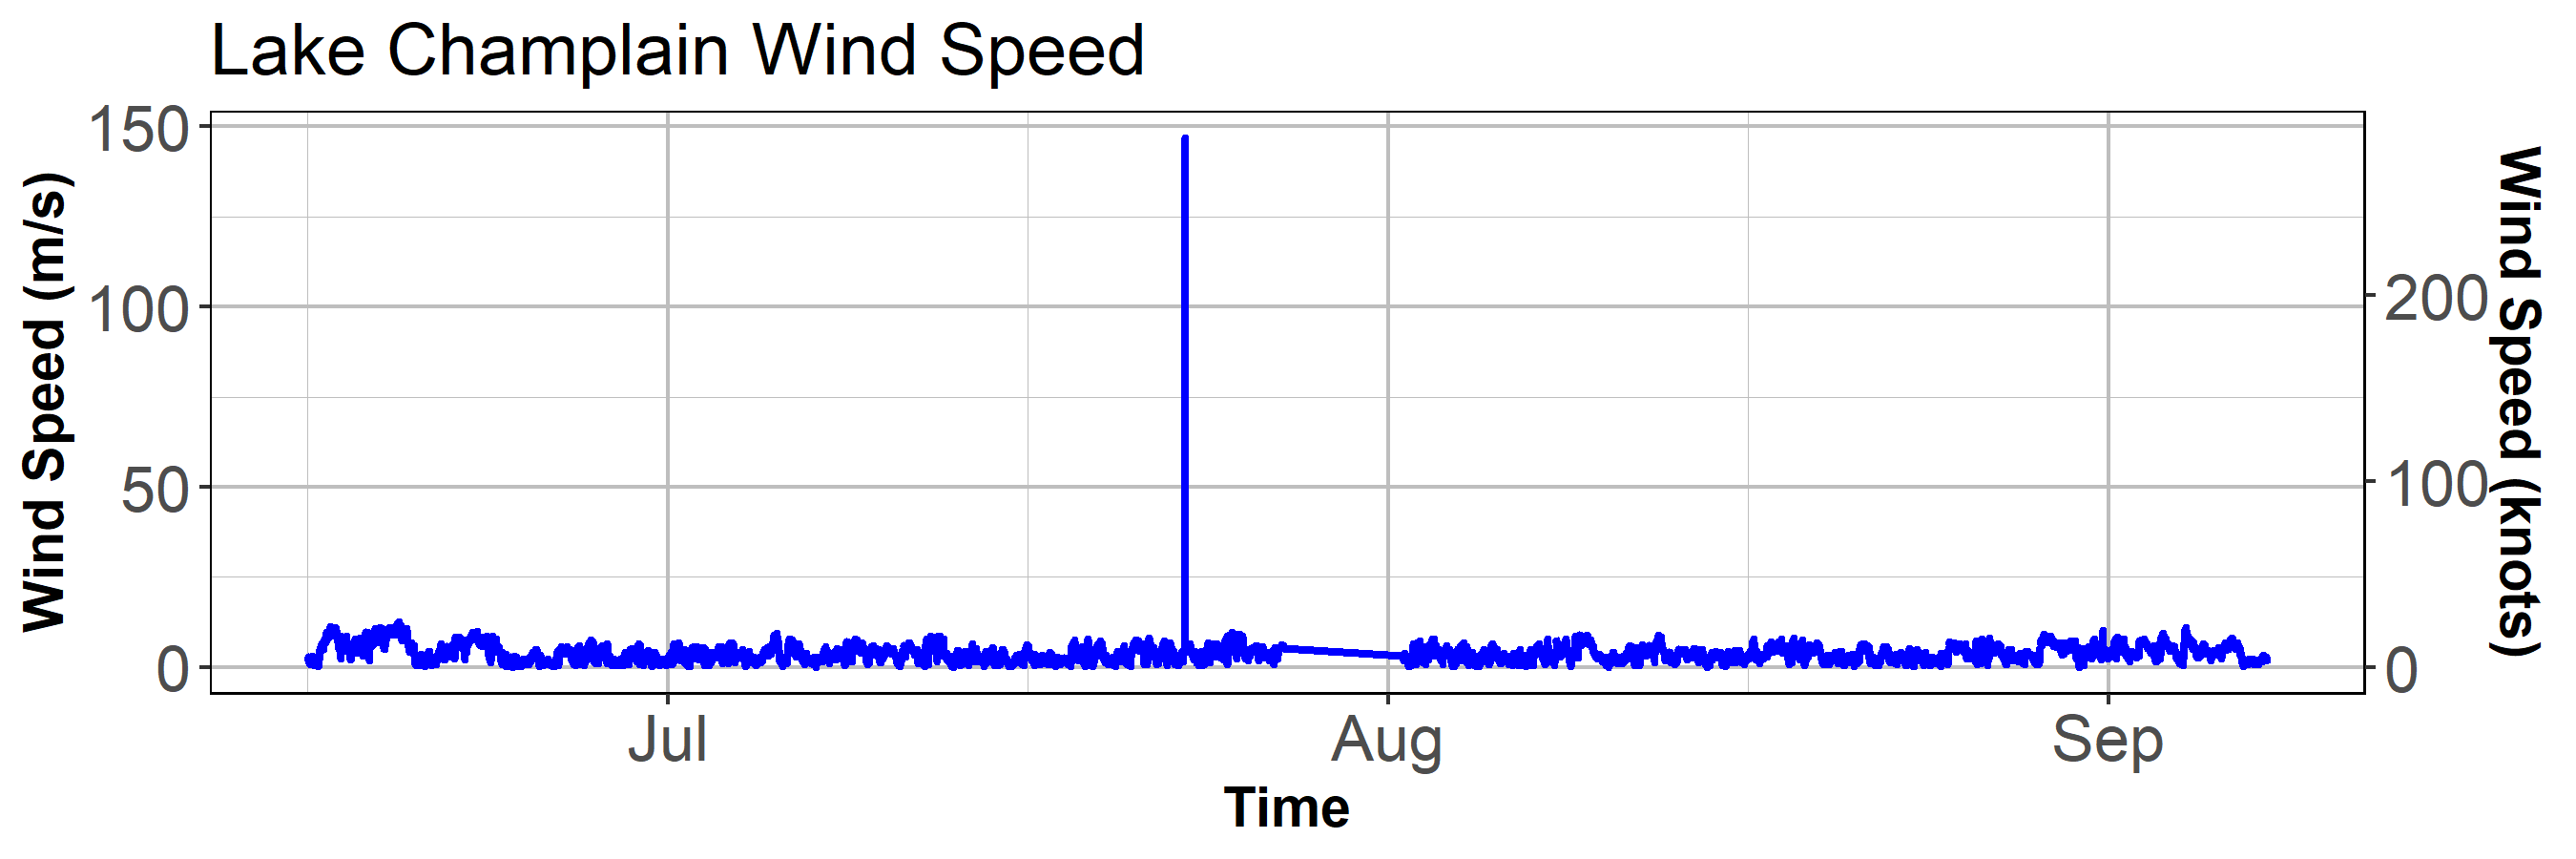 Lake Champlain Wind Speed
Wind Speed (m/s)
150
100
50
0
200
100
0
Wind Speed (knots)
Jul
Aug
Sep
Time